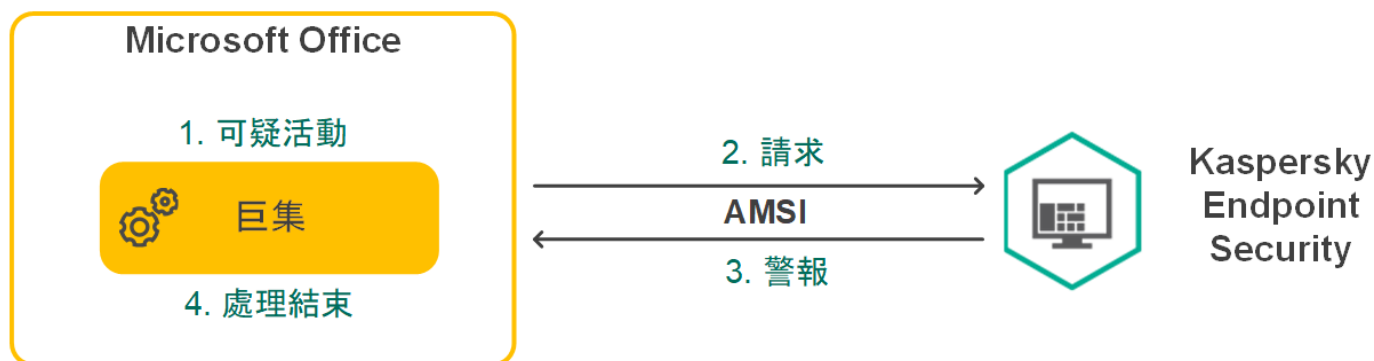 Microsoft Office
1. 可疑活動
巨集
4. 處理結束
2. 請求
AMSI
3. 警報
Kaspersky
Endpoint
Security